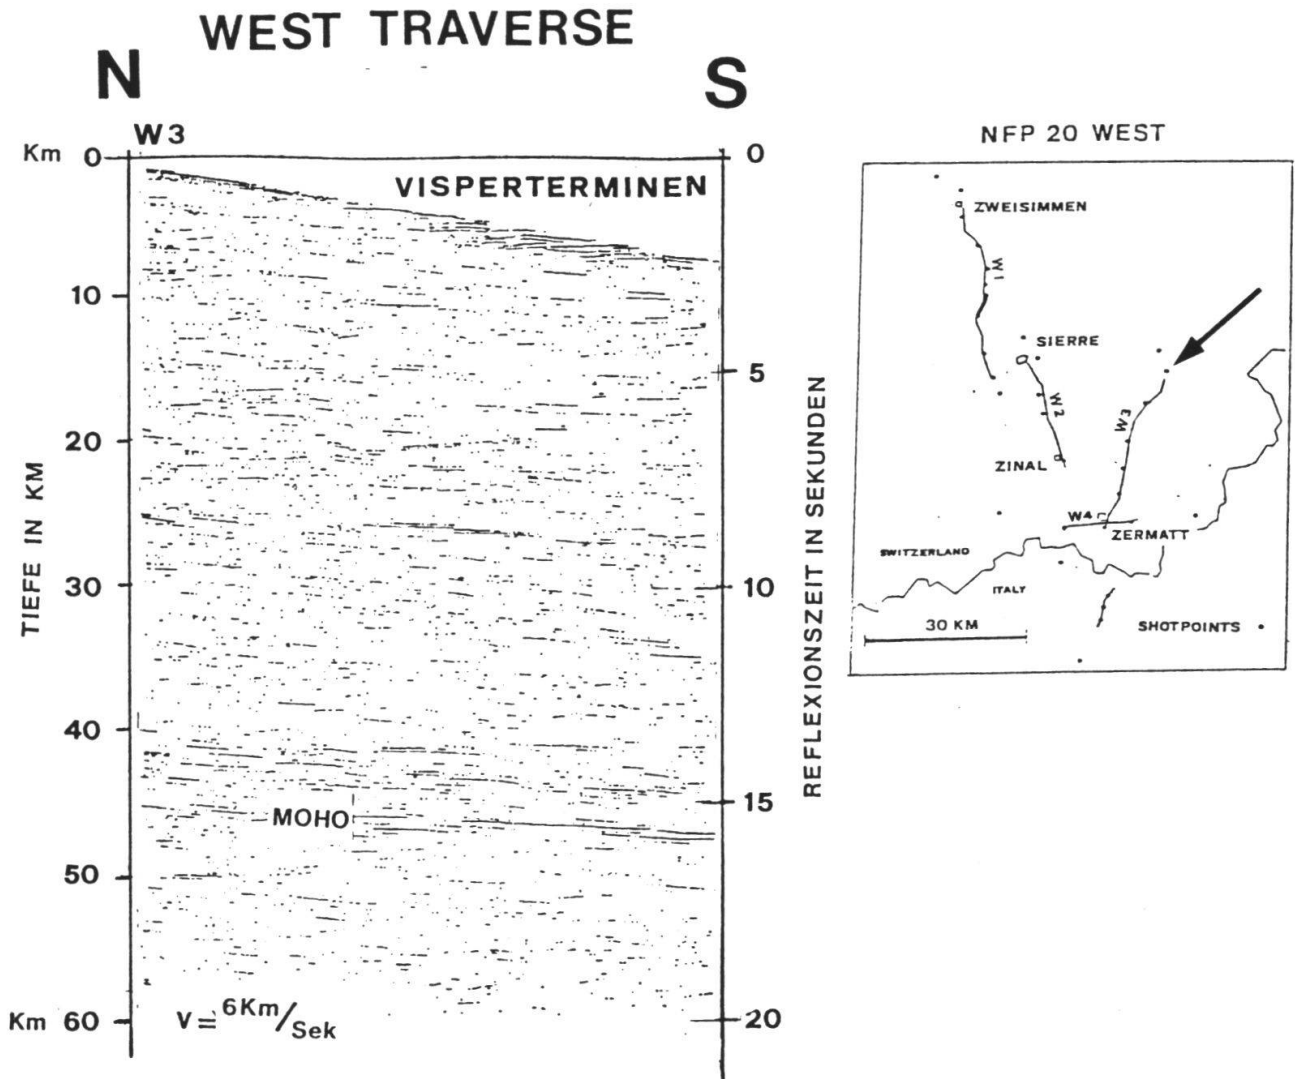 WEST TRAVERSE
N
S
W3
Km 0
0
VISPERTERMINEN
10
5
20
30
10
40
15
MOHO
50
Km 60
20
V = 6Km/Sek
TIEFE IN KM
REFLEXIONSZEIT IN SEKUNDEN
NFP 20 WEST
ZWEISIMMEN
W1
SIERRE
W2
W3
ZINAL
W4
ZERMATT
SWITZERLAND
ITALY
30 KM
SHOTPOINTS